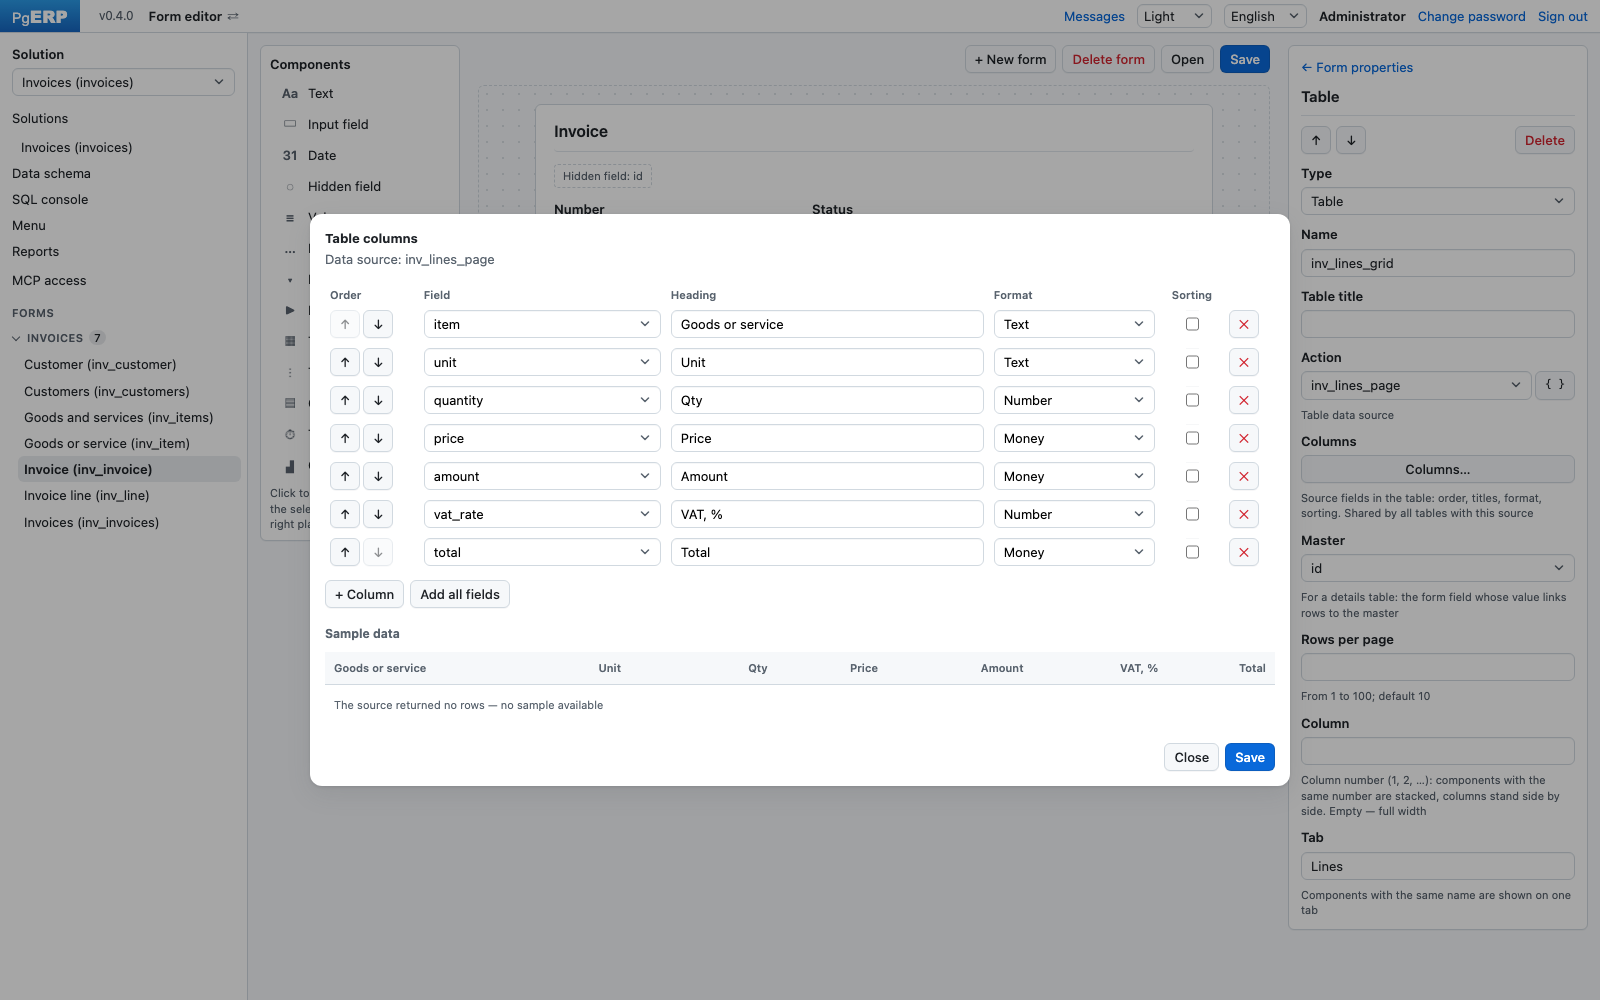 PgERP v0.4.0 Form editor ⇄ Messages Light English Administrator Change password Sign out
Solution
Invoices (invoices)
Solutions
Invoices (invoices)
Data schema
SQL console
Menu
Reports
MCP access
FORMS
INVOICES 7
Customer (inv_customer)
Customers (inv_customers)
Goods and services (inv_items)
Goods or service (inv_item)
Invoice (inv_invoice)
Invoice line (inv_line)
Invoices (inv_invoices)
Components
Aa Text
Input field
31 Date
Hidden field
Click to
the sele
right pla
+ New form Delete form Open Save
Invoice
Hidden field: id
Number Status
Table columns
Data source: inv_lines_page
Order Field Heading Format Sorting
↑ ↓ item Goods or service Text ✕
↑ ↓ unit Unit Text ✕
↑ ↓ quantity Qty Number ✕
↑ ↓ price Price Money ✕
↑ ↓ amount Amount Money ✕
↑ ↓ vat_rate VAT, % Number ✕
↑ ↓ total Total Money ✕
+ Column Add all fields
Sample data
Goods or service Unit Qty Price Amount VAT, % Total
The source returned no rows — no sample available
Close Save
← Form properties
Table
↑ ↓ Delete
Type
Table
Name
inv_lines_grid
Table title
Action
inv_lines_page { }
Table data source
Columns
Columns...
Source fields in the table: order, titles, format,
sorting. Shared by all tables with this source
Master
id
For a details table: the form field whose value links
rows to the master
Rows per page
From 1 to 100; default 10
Column
Column number (1, 2, …): components with the
same number are stacked, columns stand side by
side. Empty — full width
Tab
Lines
Components with the same name are shown on one
tab